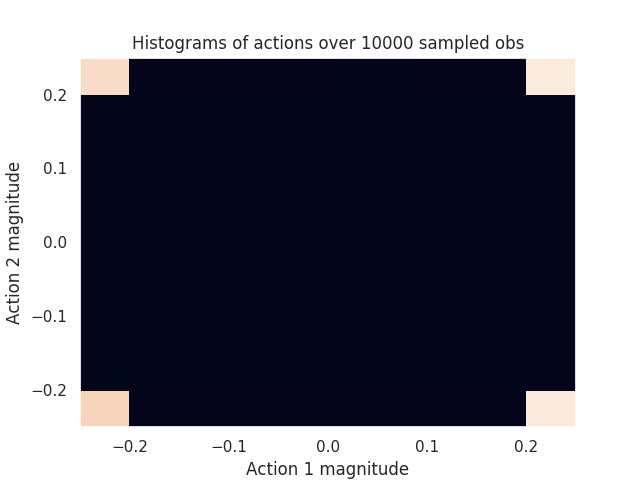 Histograms of actions over 10000 sampled obs
Action 2 magnitude
0.2
0.1
0.0
−0.1
−0.2
−0.2 −0.1 0.0 0.1 0.2
Action 1 magnitude